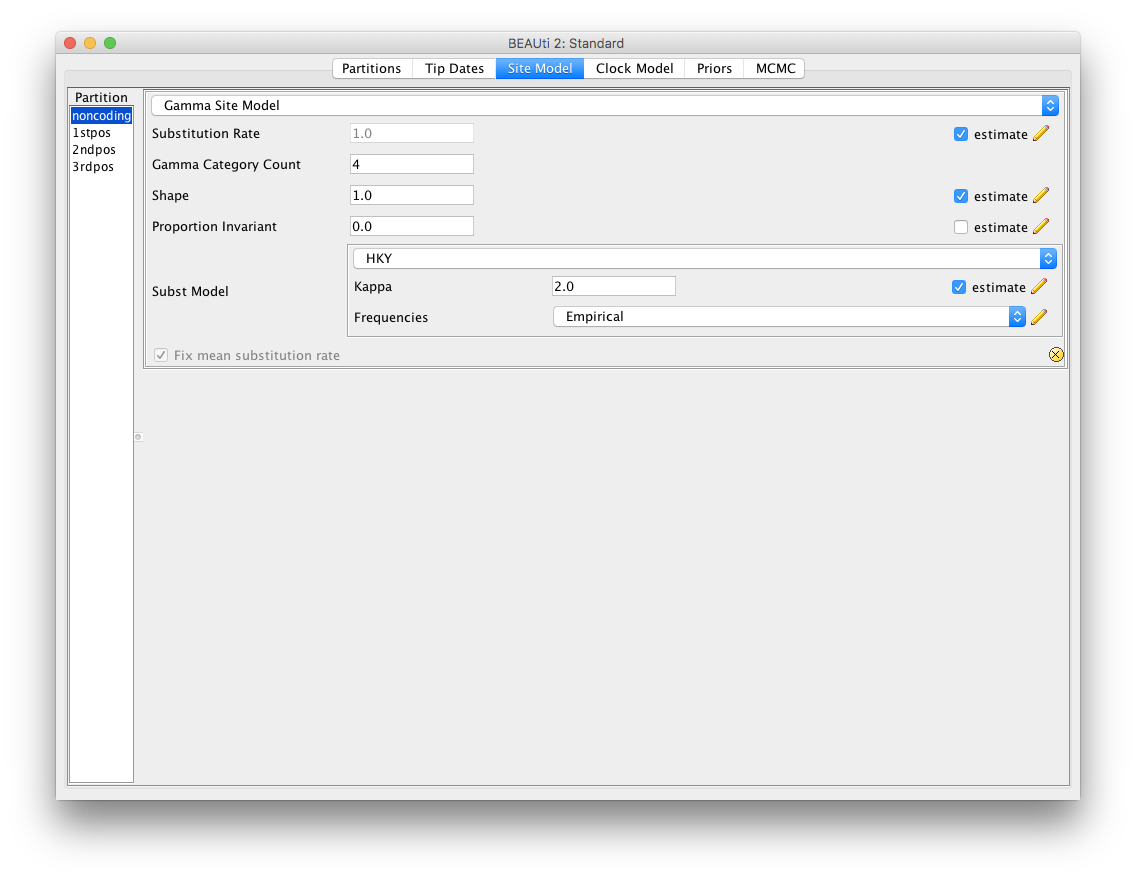 BEAUti 2: Standard
Partitions Tip Dates Site Model Clock Model Priors MCMC
Partition
noncoding
1stpos
2ndpos
3rdpos
Gamma Site Model
Substitution Rate 1.0 estimate
Gamma Category Count 4
Shape 1.0 estimate
Proportion Invariant 0.0 estimate
HKY
Subst Model
Kappa 2.0 estimate
Frequencies Empirical
Fix mean substitution rate